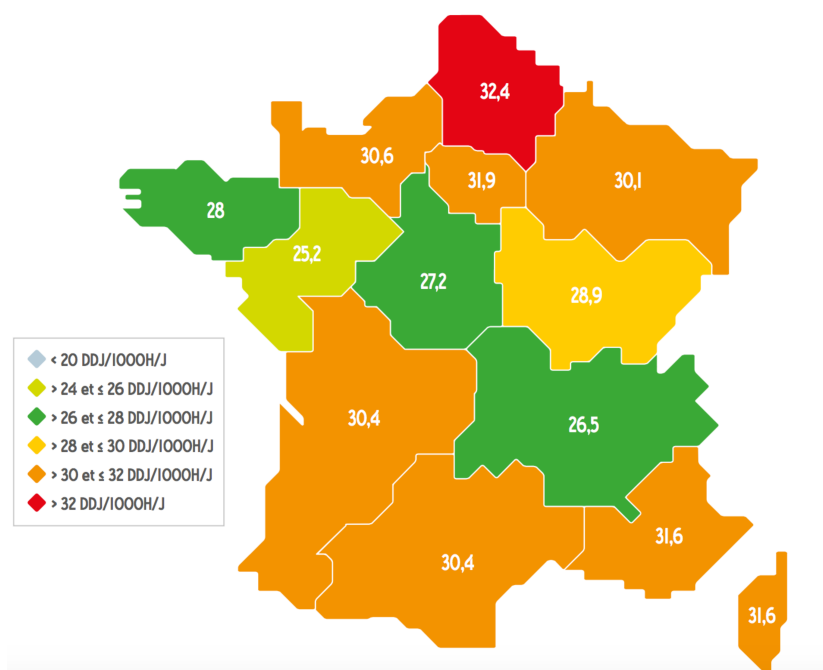 32,4
30,6
31,9
30,1
28
25,2
27,2
28,9
< 20 DDJ/1000H/J
> 24 et ≤ 26 DDJ/1000H/J
> 26 et ≤ 28 DDJ/1000H/J
> 28 et ≤ 30 DDJ/1000H/J
> 30 et ≤ 32 DDJ/1000H/J
> 32 DDJ/1000H/J
30,4
26,5
30,4
31,6
31,6